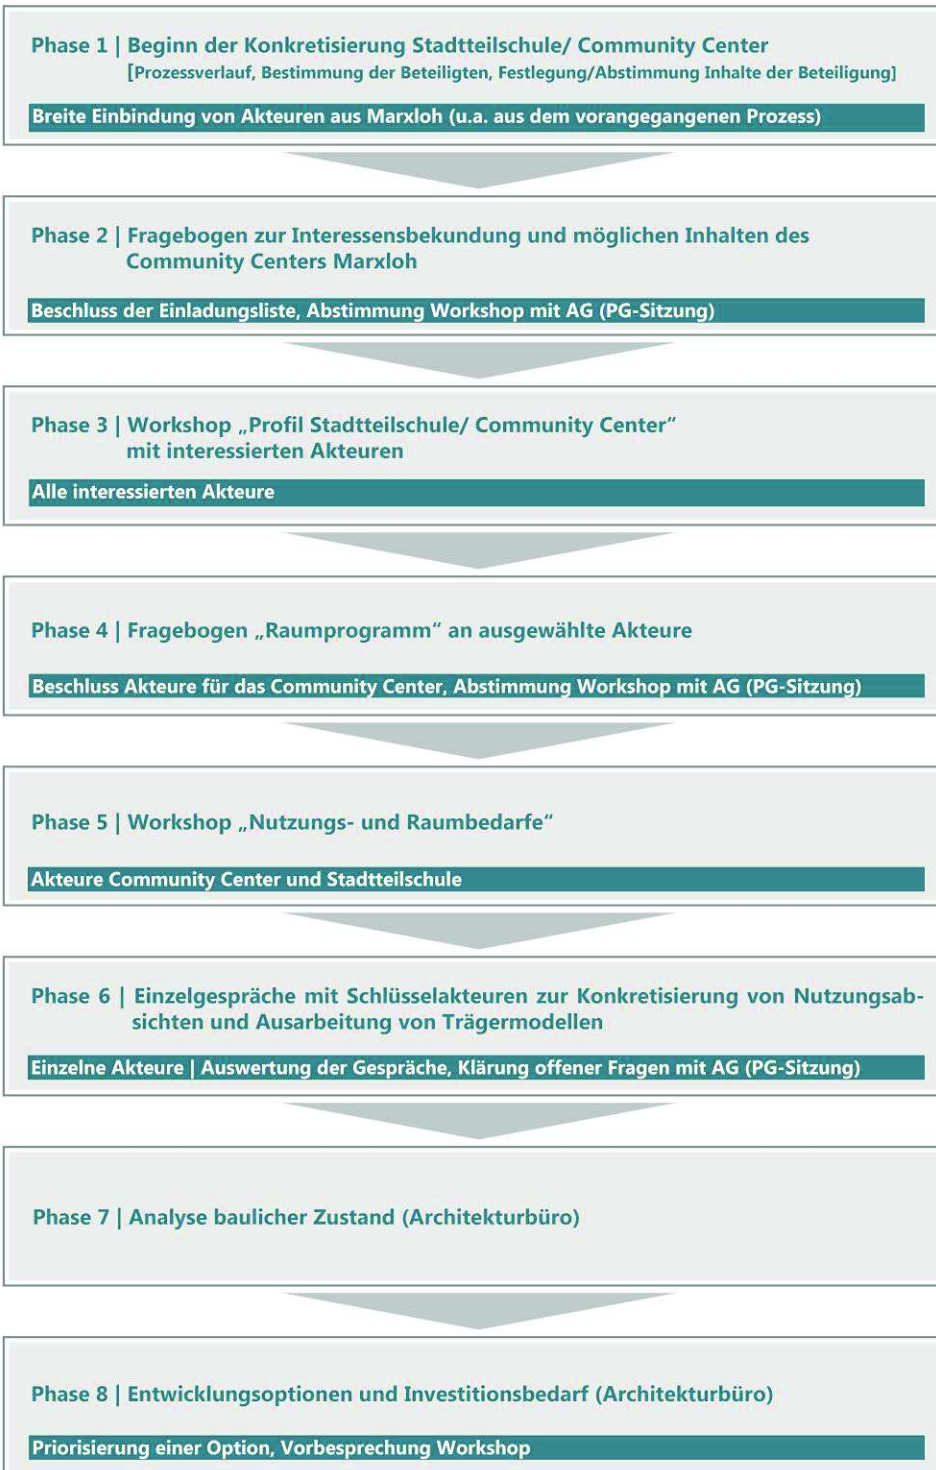 Phase 1 | Beginn der Konkretisierung Stadtteilschule/ Community Center
[Prozessverlauf, Bestimmung der Beteiligten, Festlegung/Abstimmung Inhalte der Beteiligung]
Breite Einbindung von Akteuren aus Marxloh (u.a. aus dem vorangegangenen Prozess)
Phase 2 | Fragebogen zur Interessensbekundung und möglichen Inhalten des
Community Centers Marxloh
Beschluss der Einladungsliste, Abstimmung Workshop mit AG (PG-Sitzung)
Phase 3 | Workshop „Profil Stadtteilschule/ Community Center“
mit interessierten Akteuren
Alle interessierten Akteure
Phase 4 | Fragebogen „Raumprogramm“ an ausgewählte Akteure
Beschluss Akteure für das Community Center, Abstimmung Workshop mit AG (PG-Sitzung)
Phase 5 | Workshop „Nutzungs- und Raumbedarfe“
Akteure Community Center und Stadtteilschule
Phase 6 | Einzelgespräche mit Schlüsselakteuren zur Konkretisierung von Nutzungsab-
sichten und Ausarbeitung von Trägermodellen
Einzelne Akteure | Auswertung der Gespräche, Klärung offener Fragen mit AG (PG-Sitzung)
Phase 7 | Analyse baulicher Zustand (Architekturbüro)
Phase 8 | Entwicklungsoptionen und Investitionsbedarf (Architekturbüro)
Priorisierung einer Option, Vorbesprechung Workshop